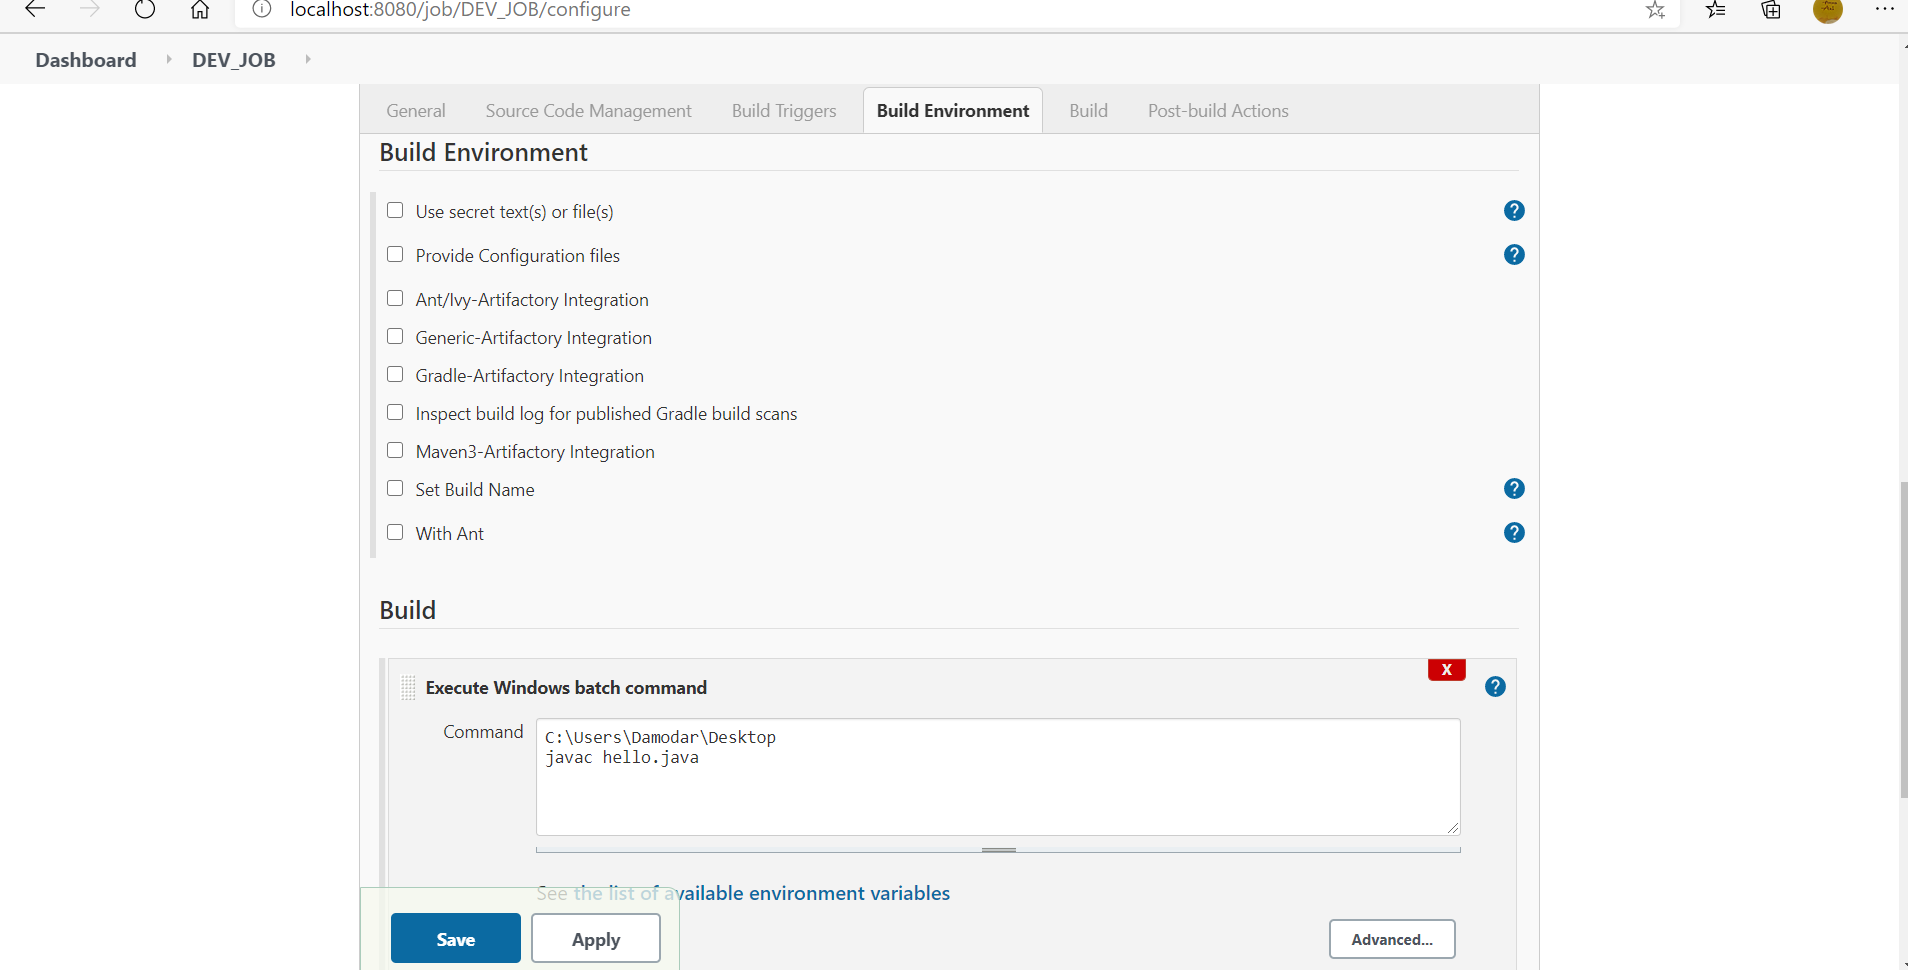 localhost:8080/job/DEV_JOB/configure
Dashboard DEV_JOB
General Source Code Management Build Triggers Build Environment Build Post-build Actions
Build Environment
Use secret text(s) or file(s) ?
Provide Configuration files ?
Ant/Ivy-Artifactory Integration
Generic-Artifactory Integration
Gradle-Artifactory Integration
Inspect build log for published Gradle build scans
Maven3-Artifactory Integration
Set Build Name ?
With Ant ?
Build
X
Execute Windows batch command ?
Command C:\Users\Damodar\Desktop
javac hello.java
See the list of available environment variables
Save Apply Advanced...